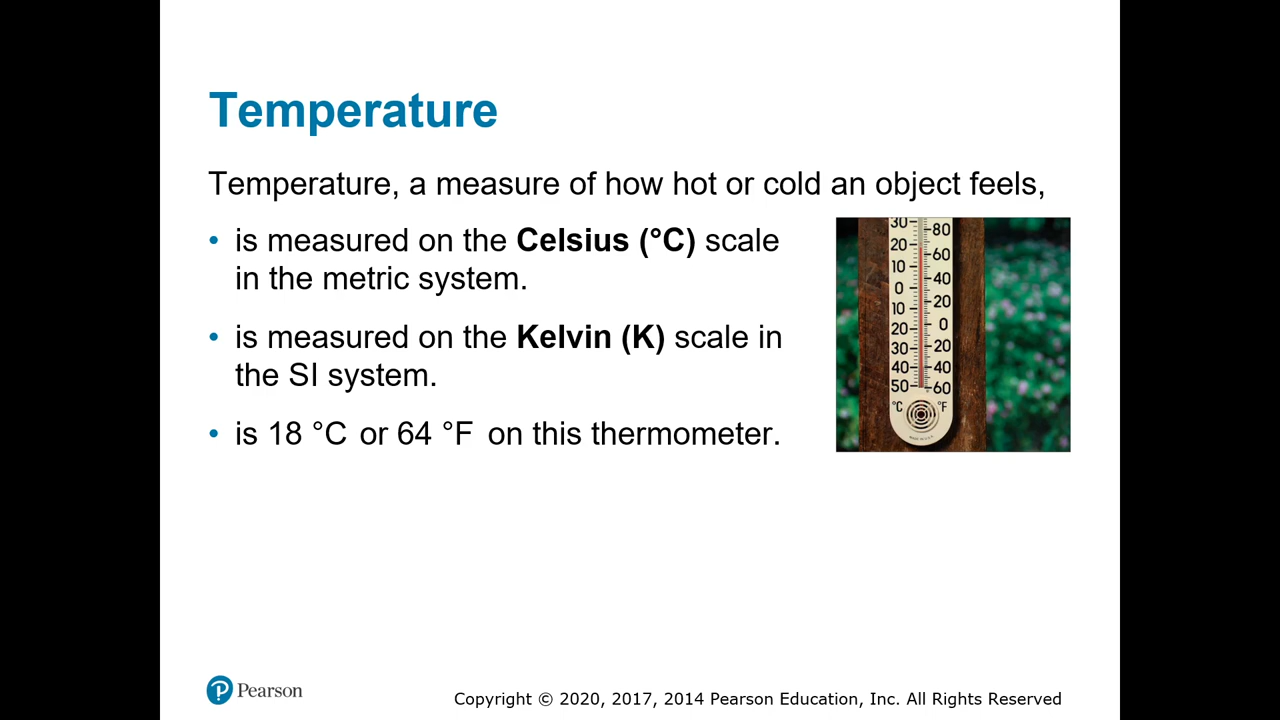 Temperature
Temperature, a measure of how hot or cold an object feels,
• is measured on the Celsius (°C) scale
in the metric system.
• is measured on the Kelvin (K) scale in
the SI system.
• is 18 °C or 64 °F on this thermometer.
30 80
20 60
10 40
0 20
10 0
20 20
30 40
40 60
50
°C °F
Pearson
Copyright © 2020, 2017, 2014 Pearson Education, Inc. All Rights Reserved